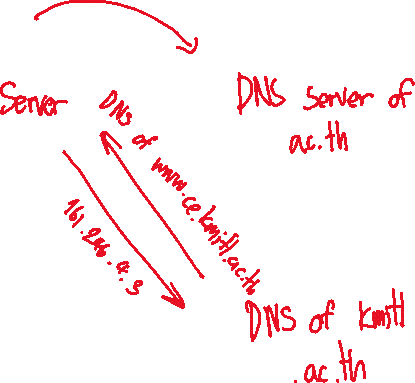 Server
DNS server of
ac.th
DNS of www.ce.kmitl.ac.th
161.246.4.3
DNS of kmitl
.ac.th